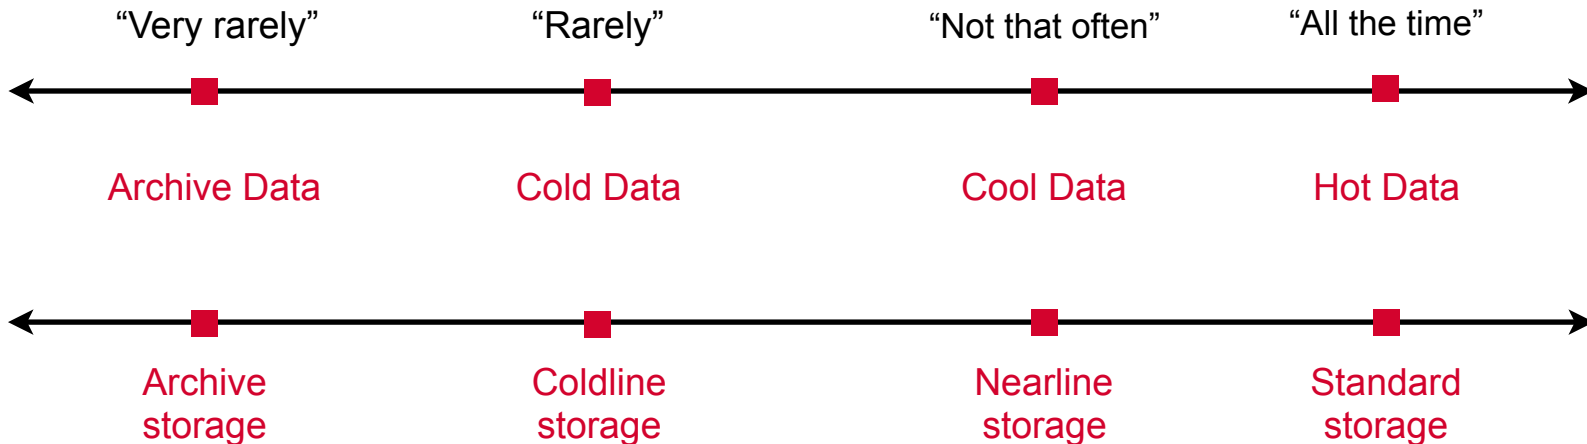 “Very rarely” “Rarely” “Not that often” “All the time”
Archive Data Cold Data Cool Data Hot Data
Archive Coldline Nearline Standard
storage storage storage storage